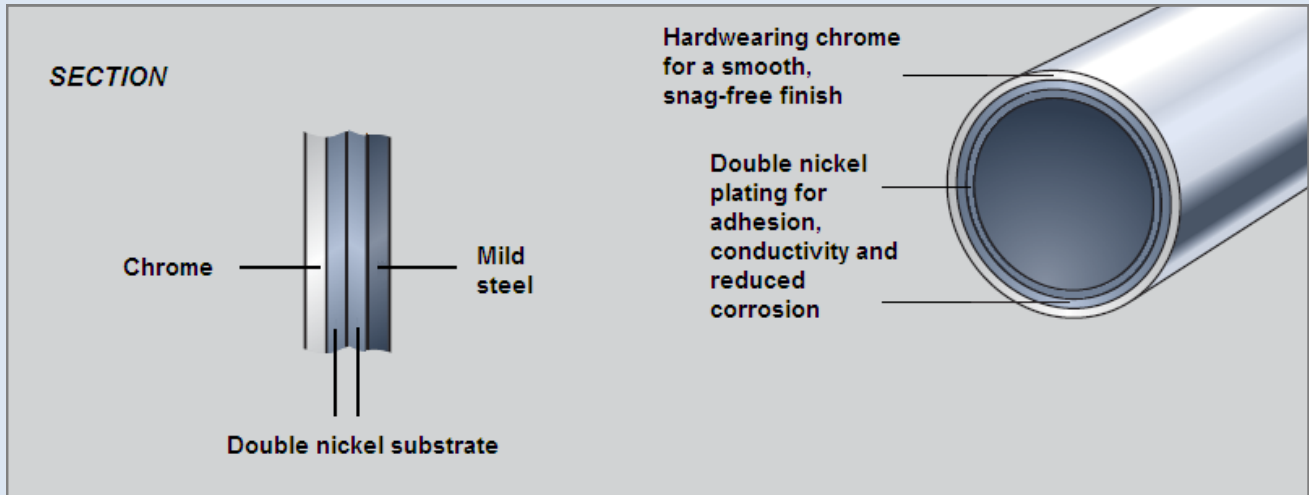 SECTION
Chrome
Mild
steel
Double nickel substrate
Hardwearing chrome
for a smooth,
snag-free finish
Double nickel
plating for
adhesion,
conductivity and
reduced
corrosion